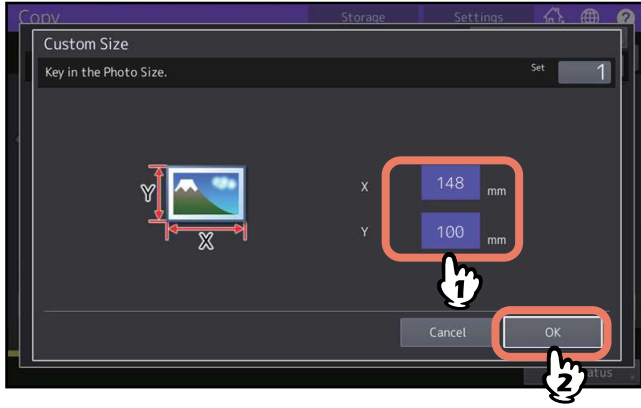 Copy Storage Settings ?
Custom Size
Key in the Photo Size.
Set 1
Y
X
X 148 mm
Y 100 mm
1
Cancel OK
2
atus